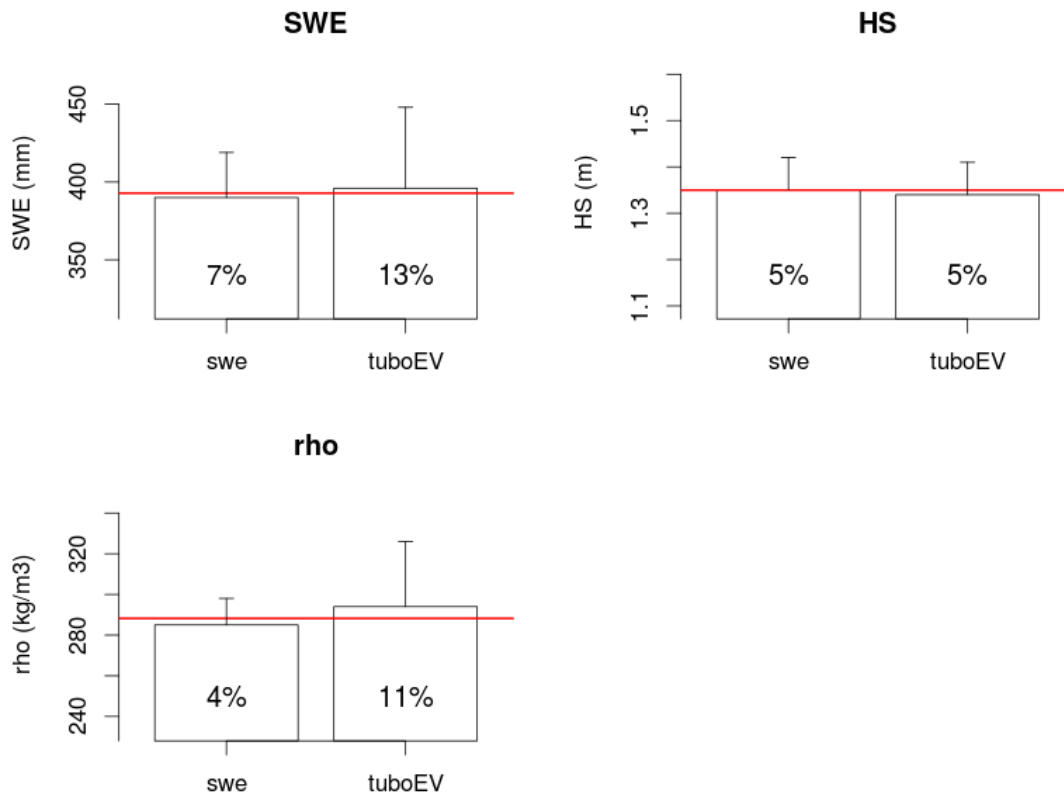 SWE
SWE (mm)
450
400
350
7%
13%
swe
tuboEV
HS
HS (m)
1.5
1.3
1.1
5%
5%
swe
tuboEV
rho
rho (kg/m3)
320
280
240
4%
11%
swe
tuboEV